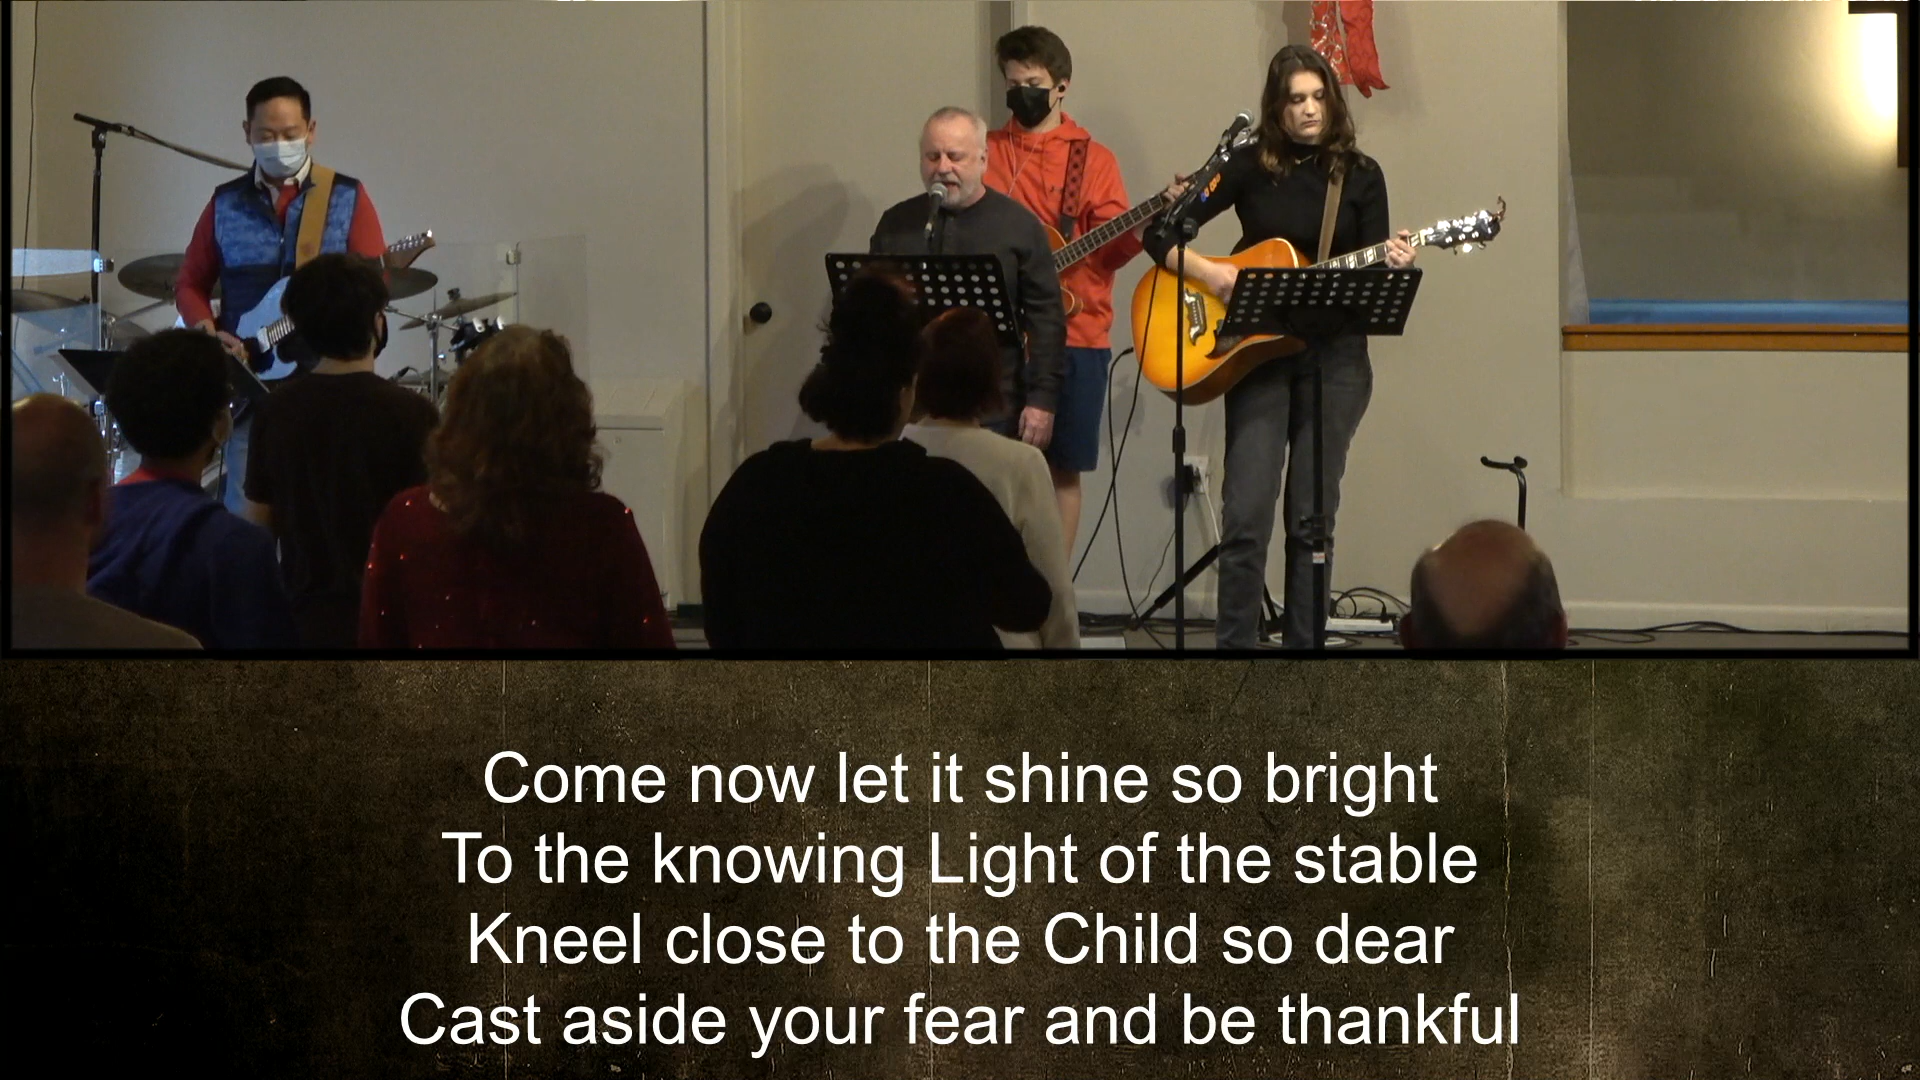 Come now let it shine so bright
To the knowing Light of the stable
Kneel close to the Child so dear
Cast aside your fear and be thankful